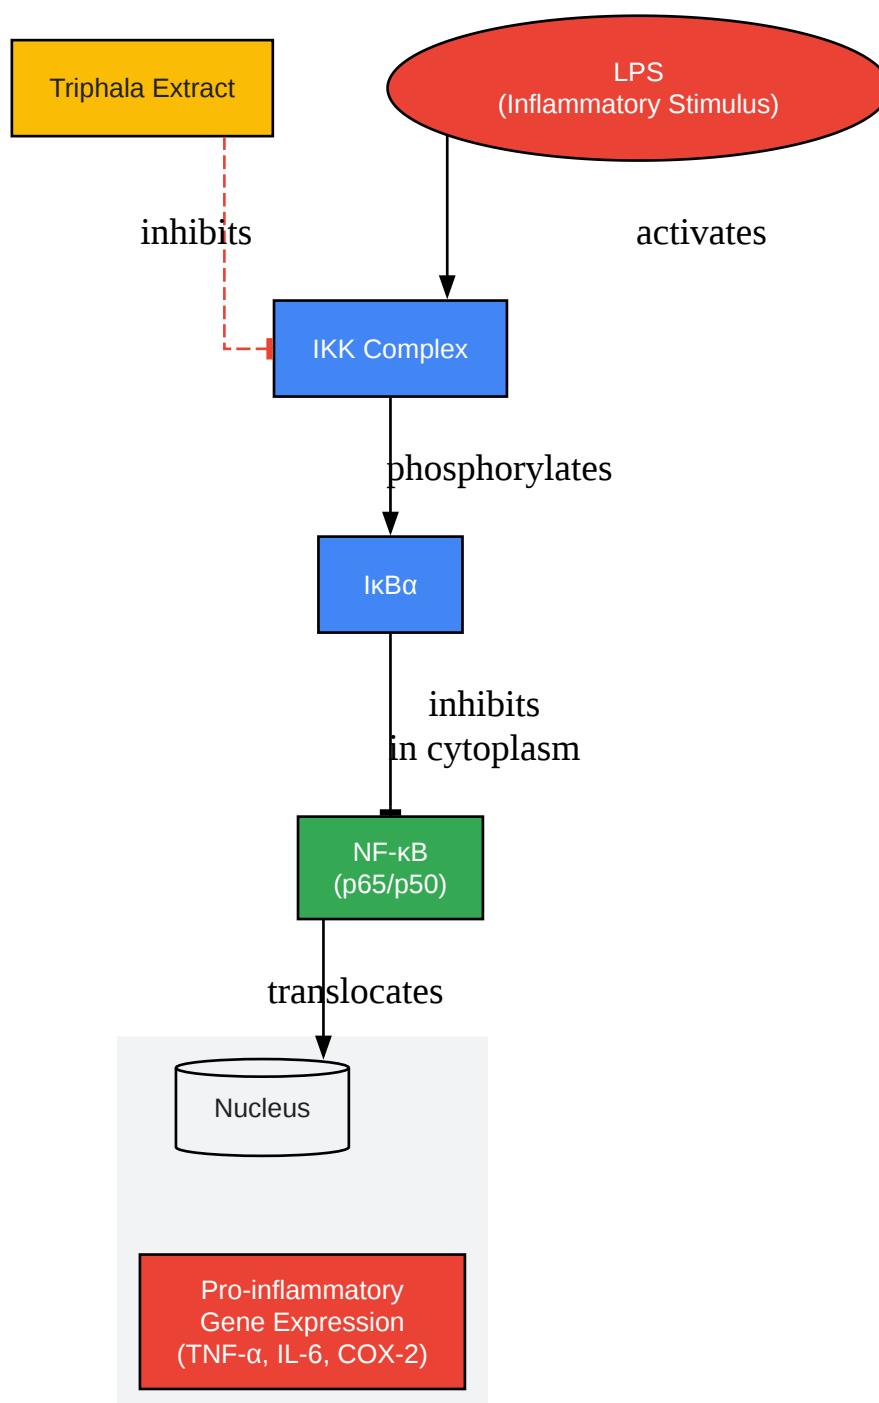 Triphala Extract
LPS
(Inflammatory Stimulus)
inhibits
activates
IKK Complex
phosphorylates
IκBα
inhibits
in cytoplasm
NF-κB
(p65/p50)
translocates
Nucleus
Pro-inflammatory
Gene Expression
(TNF-α, IL-6, COX-2)